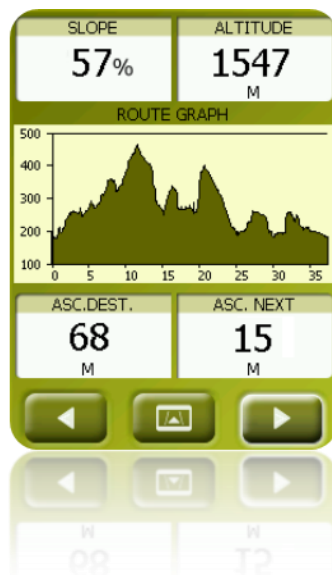 SLOPE ALTITUDE
57% 1547
M
ROUTE GRAPH
500
400
300
200
100
0 5 10 15 20 25 30 35
ASC.DEST. ASC. NEXT
68 15
M M